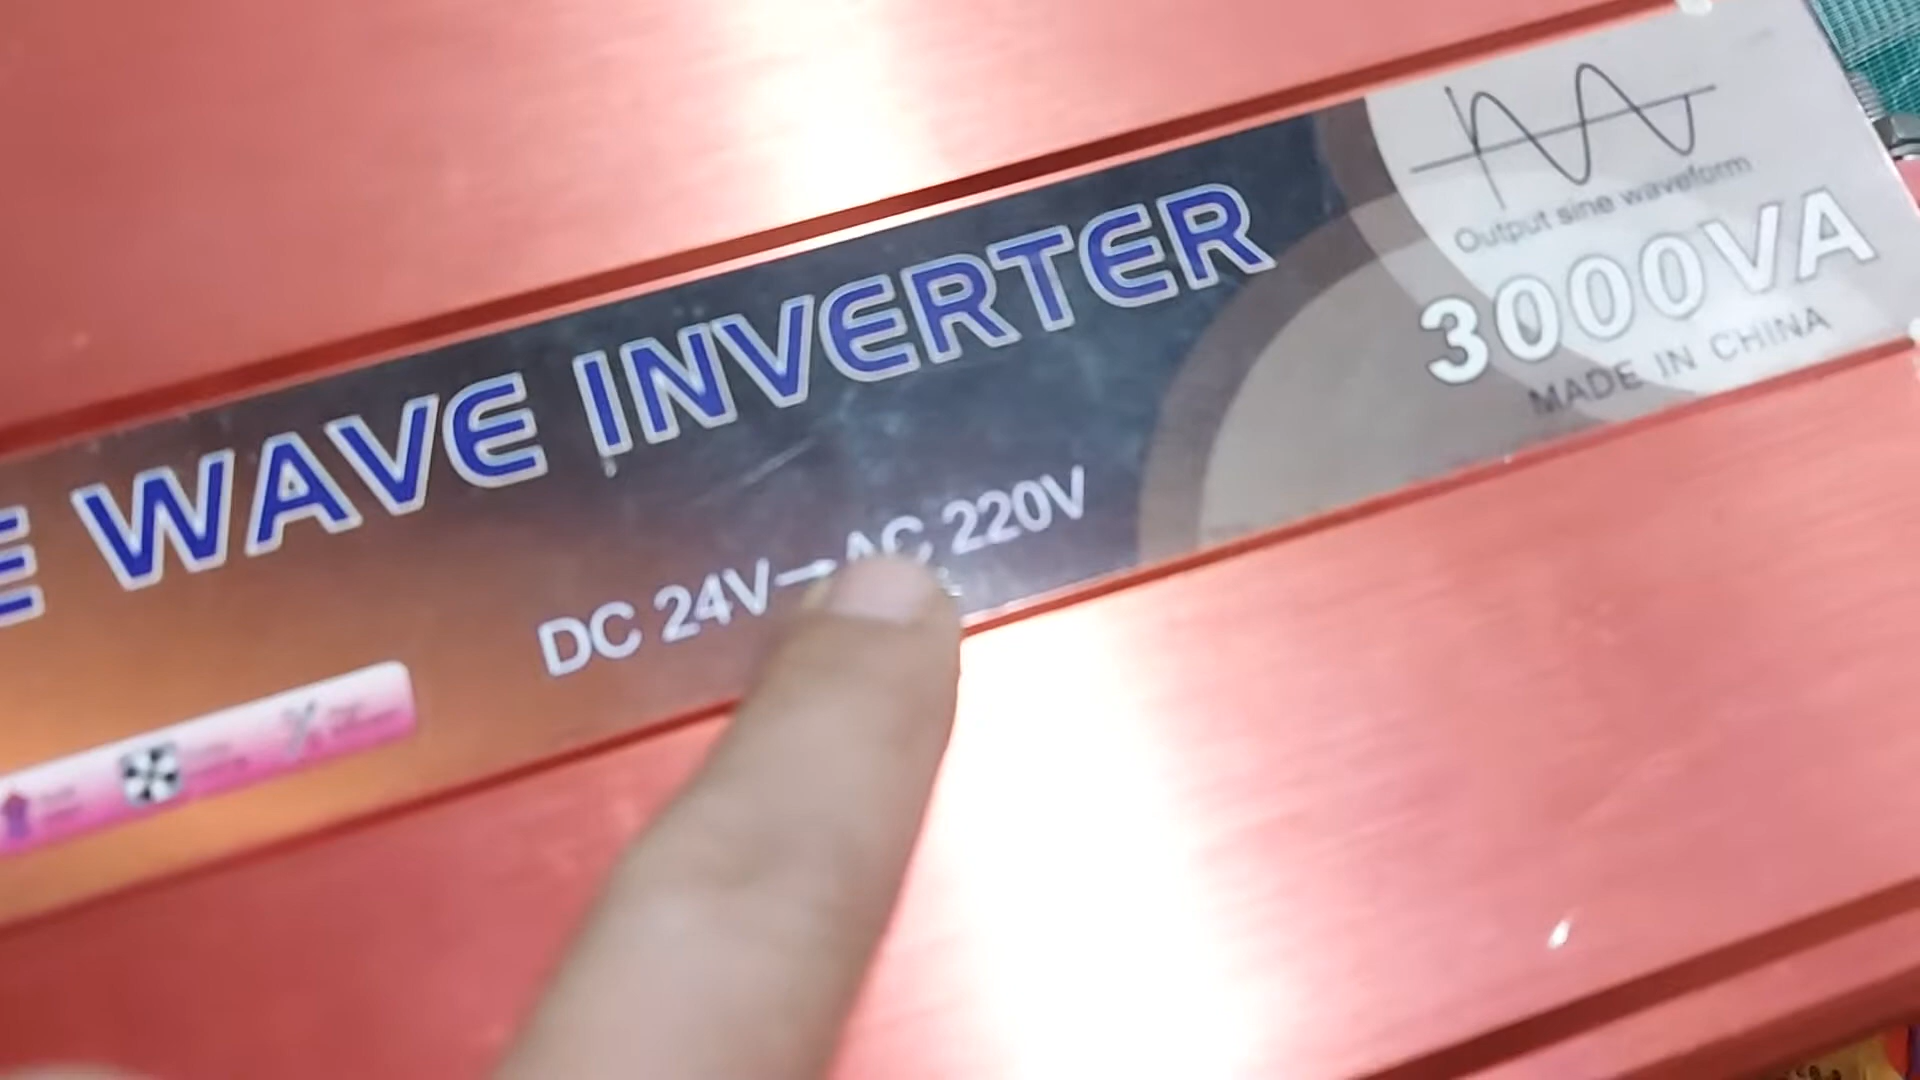 E WAVE INVERTER
DC 24V→AC 220V
Output sine waveform
3000VA
MADE IN CHINA